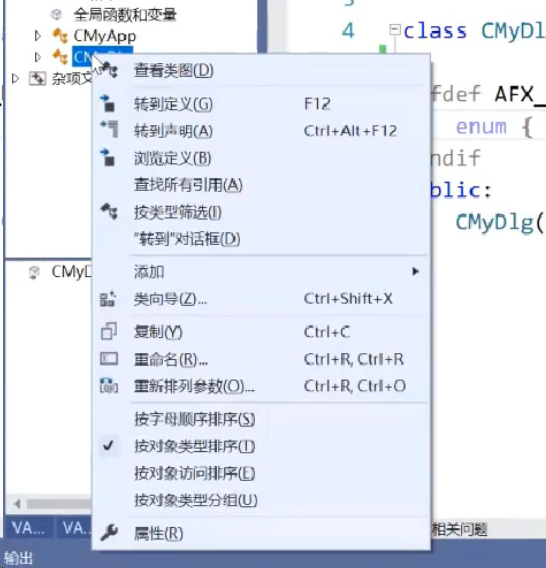 全局函数和变量
CMyApp
CMyDlg
杂项文
查看类图(D)
转到定义(G) F12
转到声明(A) Ctrl+Alt+F12
浏览定义(B)
查找所有引用(A)
按类型筛选(I)
"转到"对话框(D)
添加
类向导(Z)... Ctrl+Shift+X
复制(Y) Ctrl+C
重命名(R)... Ctrl+R, Ctrl+R
重新排列参数(O)... Ctrl+R, Ctrl+O
按字母顺序排序(S)
按对象类型排序(T)
按对象访问排序(E)
按对象类型分组(U)
属性(R)
CMyD
VA... VA..
输出
4 class CMyDl
fdef AFX_
enum {
ndif
blic:
CMyDlg(
相关问题